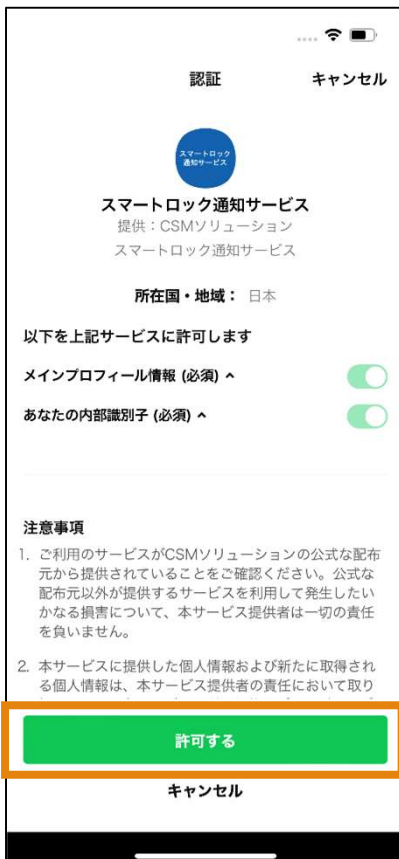 認証
キャンセル
スマートロック
通知サービス
スマートロック通知サービス
提供：CSMソリューション
スマートロック通知サービス
所在国・地域： 日本
以下を上記サービスに許可します
メインプロフィール情報 (必須) ^
あなたの内部識別子 (必須) ^
注意事項
1. ご利用のサービスがCSMソリューションの公式な配布
元から提供されていることをご確認ください。公式な
配布元以外が提供するサービスを利用して発生したい
かなる損害について、本サービス提供者は一切の責任
を負いません。
2. 本サービスに提供した個人情報および新たに取得され
る個人情報は、本サービス提供者の責任において取り
許可する
キャンセル